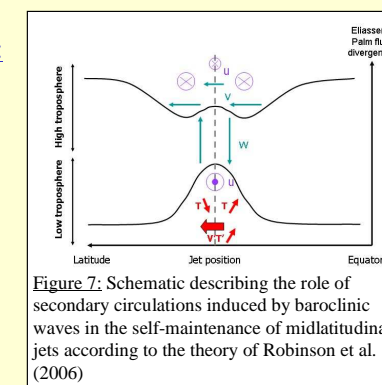 Eliassen
Palm flu
divergen
High troposphere
u
v
w
Low troposphere
u
T
T
v'T'
Latitude
Jet position
Equator
Figure 7: Schematic describing the role of
secondary circulations induced by baroclinic
waves in the self-maintenance of midlatitudina
jets according to the theory of Robinson et al.
(2006)